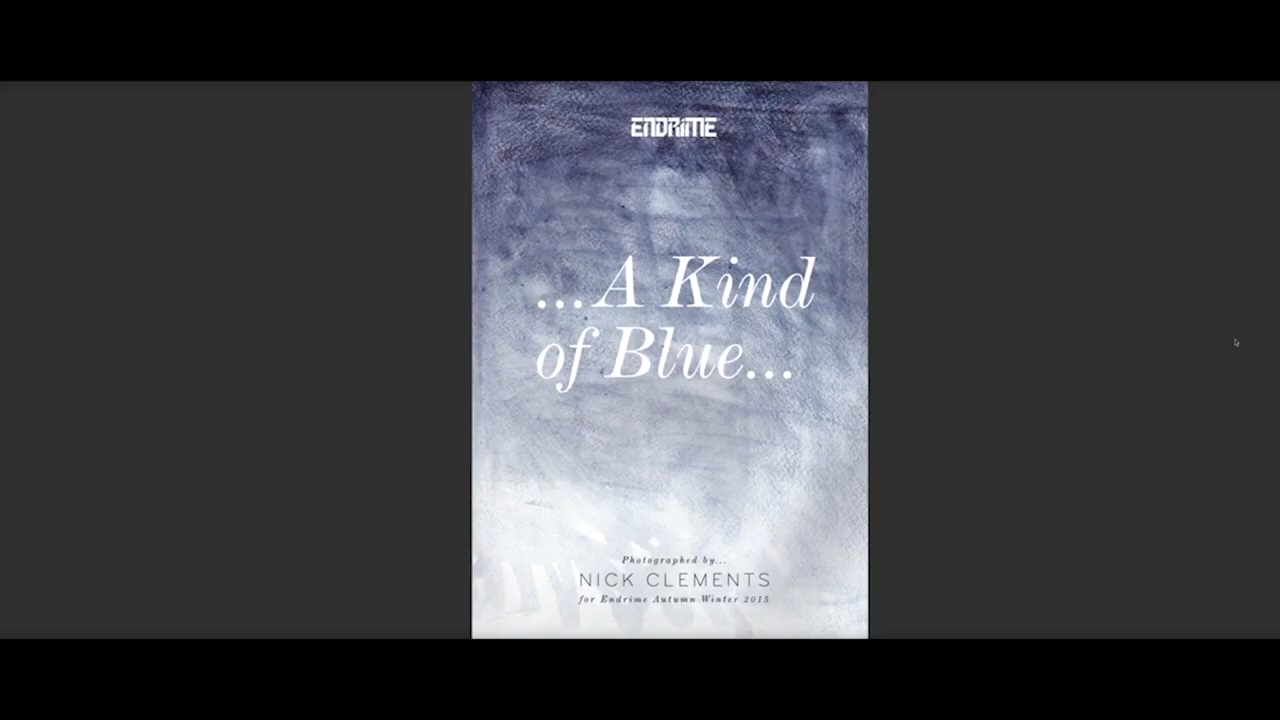 ENDRIME
...A Kind
of Blue...
Photographed by...
NICK CLEMENTS
for Endrime Autumn Winter 2015